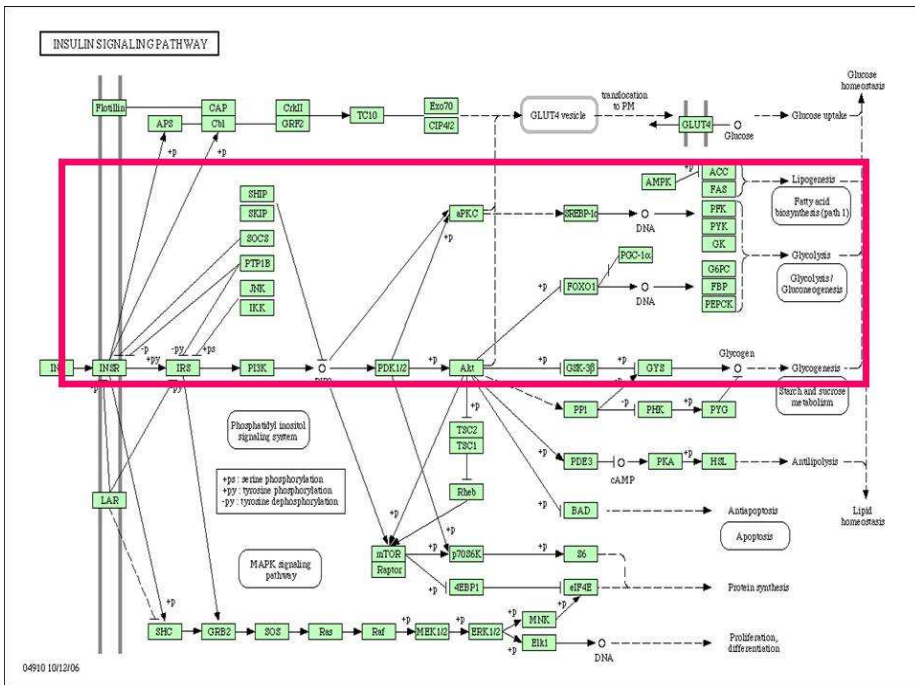 INSULIN SIGNALING PATHWAY
Glucose homeostasis
Flotillin
CAP
CrkII
Exo70
translocation to PM
APS
Cbl
GRF2
TC10
CIP4/2
GLUT4 vesicle
GLUT4
Glucose
Glucose uptake
+p
+p
SHIP
SKIP
SOCS
PTP1B
JNK
IKK
aPKC
+p
AMPK
+p
ACC
FAS
Lipogenesis
Fatty acid biosynthesis (path 1)
SREBP-1c
DNA
PFK
PYK
GK
Glycolysis
Glycolysis / Gluconeogenesis
PGC-1α
FOXO1
+p
DNA
G6PC
FBP
PEPCK
-p
-py
+ps
INSR
+py
IRS
PI3K
PDK1/2
+p
Akt
+p
GSK-3β
+p
GYS
Glycogen
Glycogenesis
Starch and sucrose metabolism
PP1
-p
PHK
+p
PYG
Phosphatidyl inositol signaling system
+p
TSC2
TSC1
+p
PDE3
cAMP
PKA
+p
HSL
Antilipolysis
+ps : serine phosphorylation
+py : tyrosine phosphorylation
-py : tyrosine dephosphorylation
LAR
Rheb
+p
+p
BAD
Antiapoptosis
Apoptosis
Lipid homeostasis
MAPK signaling pathway
mTOR
Raptor
+p
p70S6K
+p
S6
+p
4EBP1
eIF4E
Protein synthesis
+p
SHC
GRB2
SOS
Ras
Raf
+p
MEK1/2
+p
ERK1/2
+p
MNK
+p
+p
Elk1
DNA
Proliferation, differentiation
04910 10/12/06